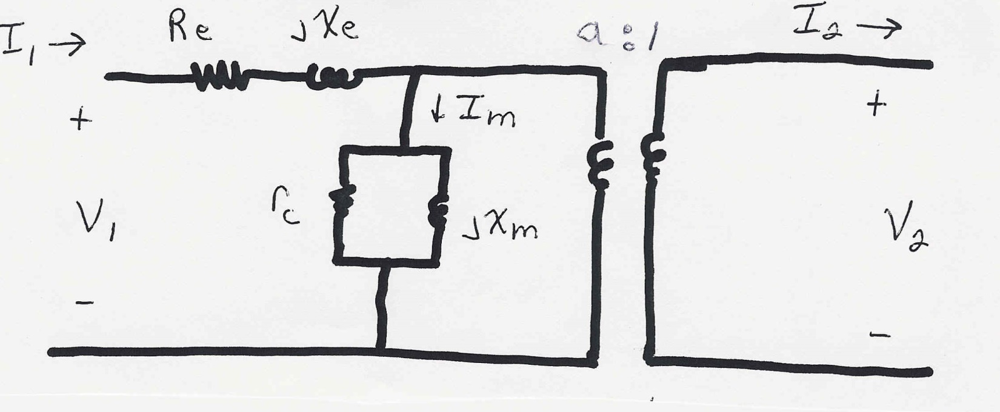 I₁ → Re jXe a:1 I₂ →
+ ↓ Im +
V₁ rc jXm V₂
- -